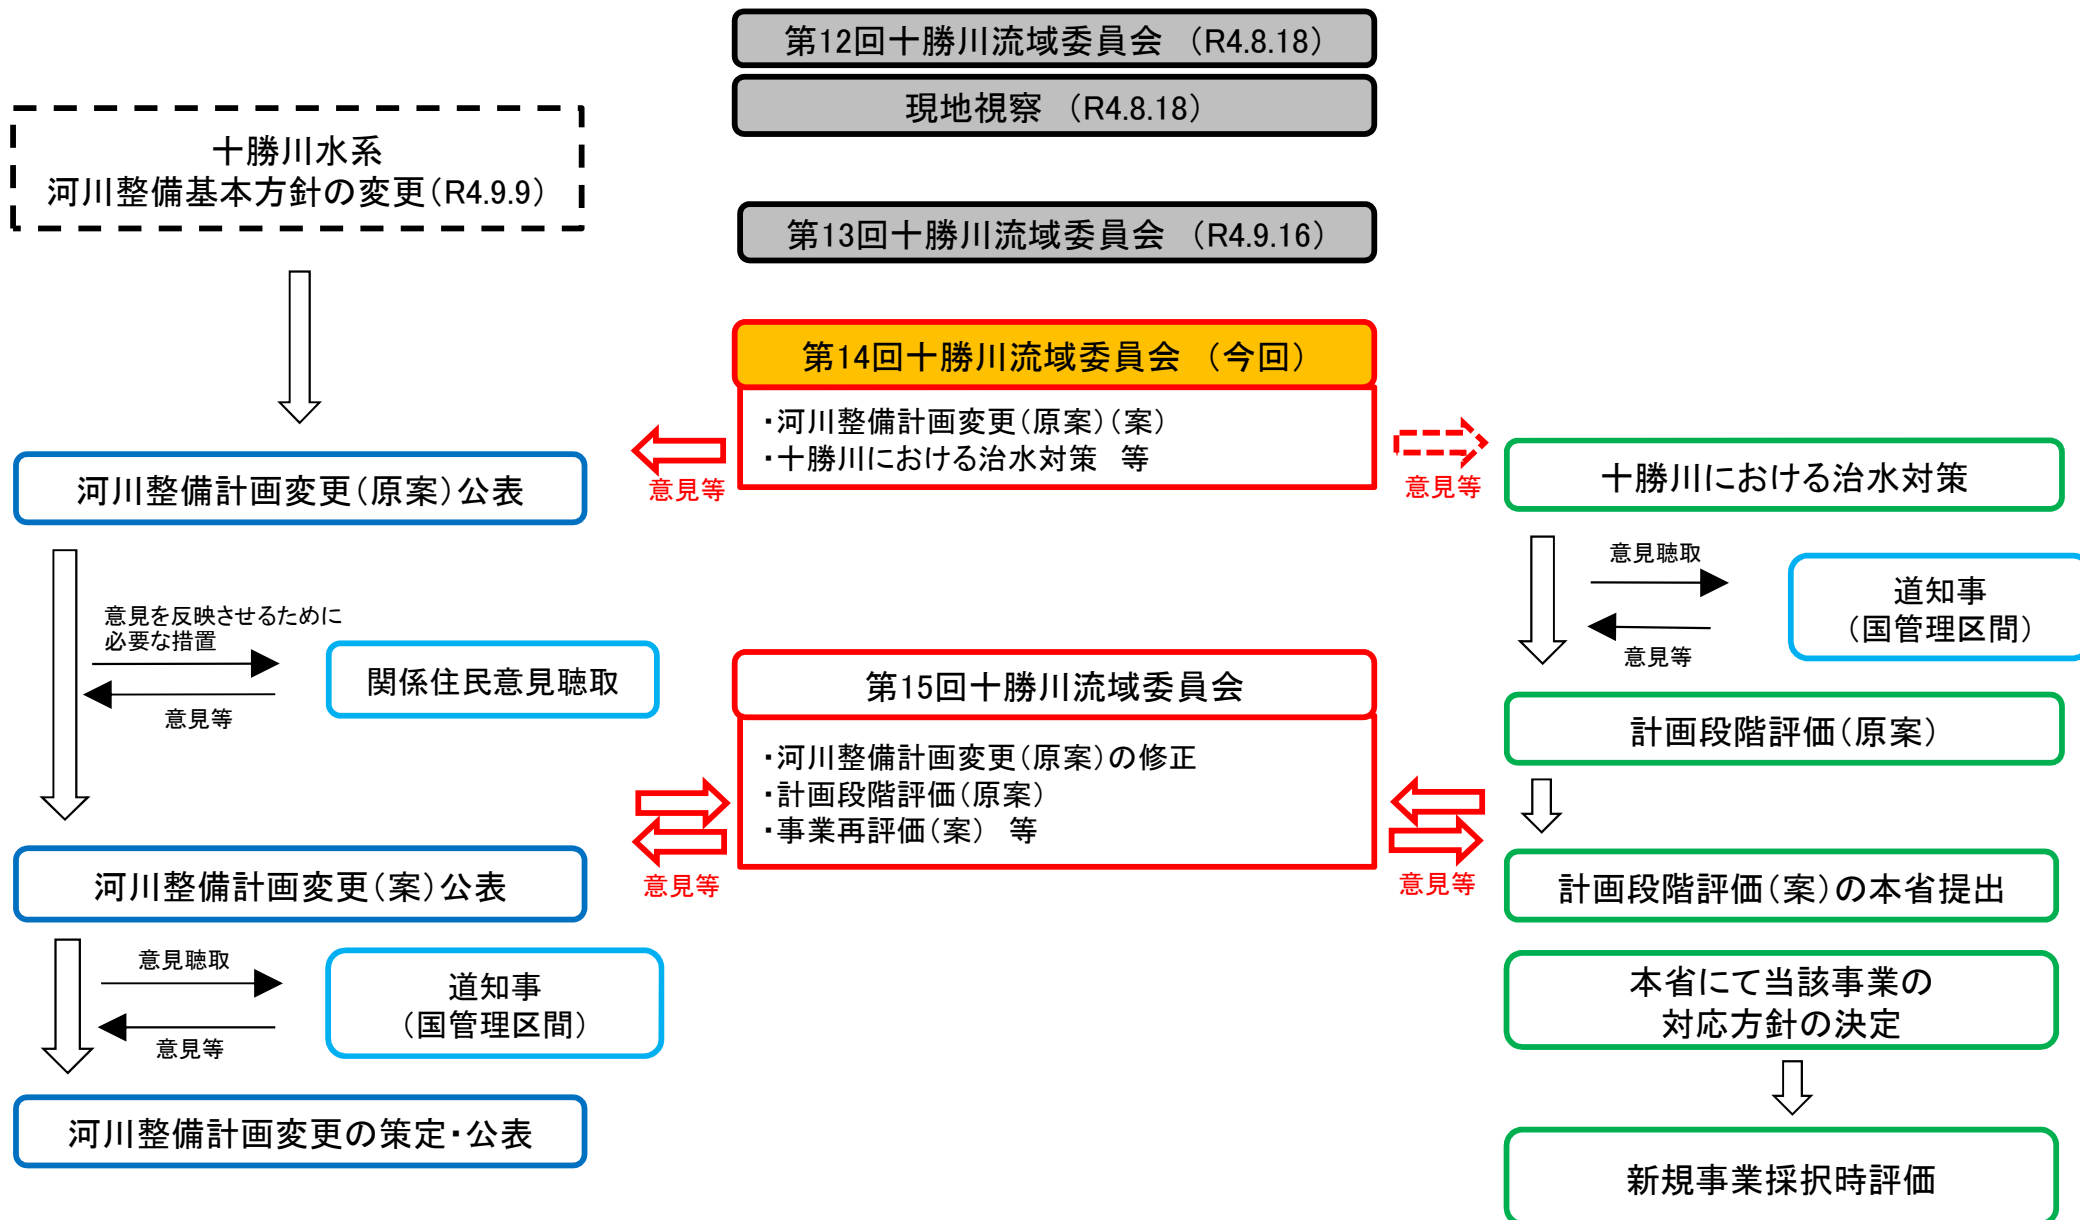 第12回十勝川流域委員会 （R4.8.18）
現地視察 （R4.8.18）
十勝川水系
河川整備基本方針の変更（R4.9.9）
第13回十勝川流域委員会 （R4.9.16）
第14回十勝川流域委員会 （今回）
・河川整備計画変更（原案）（案）
・十勝川における治水対策 等
意見等
意見等
河川整備計画変更（原案）公表
十勝川における治水対策
意見聴取
道知事
（国管理区間）
意見等
意見を反映させるために
必要な措置
関係住民意見聴取
意見等
第15回十勝川流域委員会
・河川整備計画変更（原案）の修正
・計画段階評価（原案）
・事業再評価（案） 等
計画段階評価（原案）
意見等
意見等
河川整備計画変更（案）公表
計画段階評価（案）の本省提出
意見聴取
道知事
（国管理区間）
意見等
本省にて当該事業の
対応方針の決定
河川整備計画変更の策定・公表
新規事業採択時評価